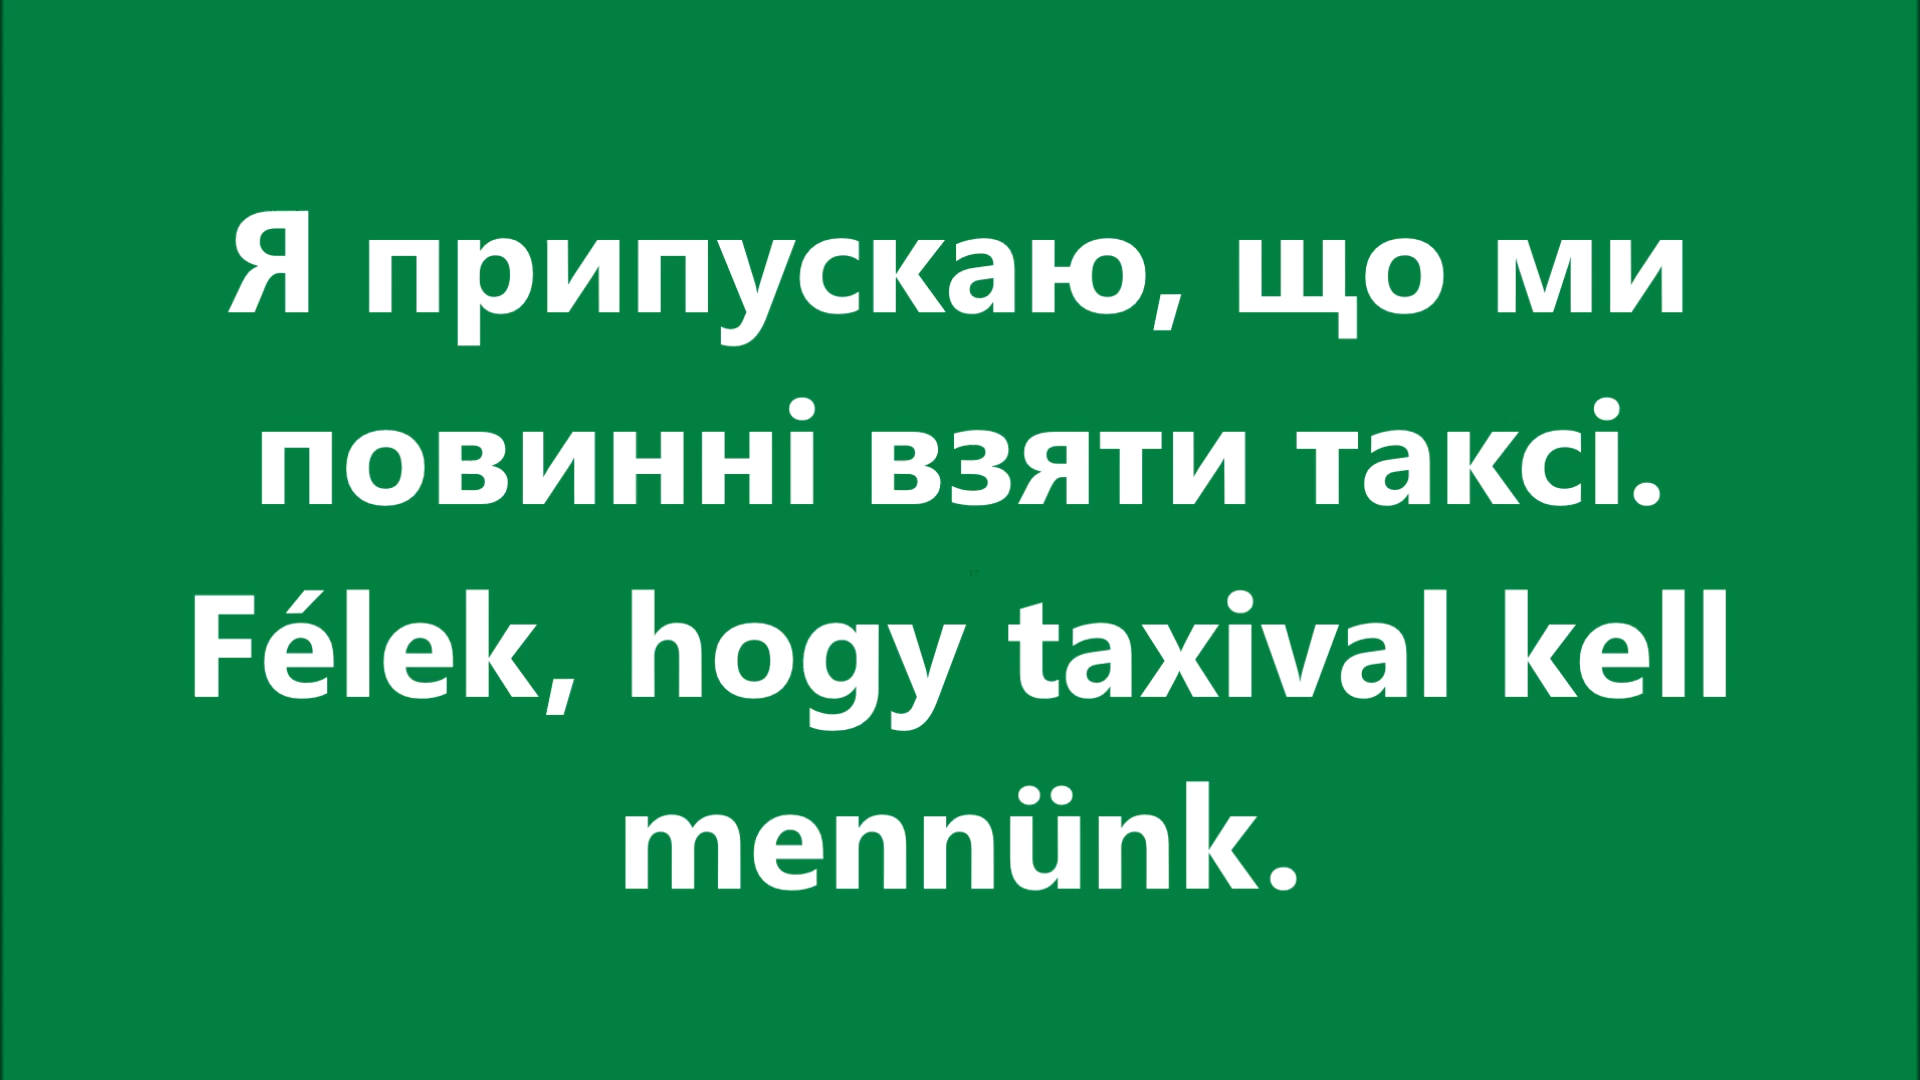 Я припускаю, що ми
повинні взяти таксі.
Félek, hogy taxival kell
mennünk.